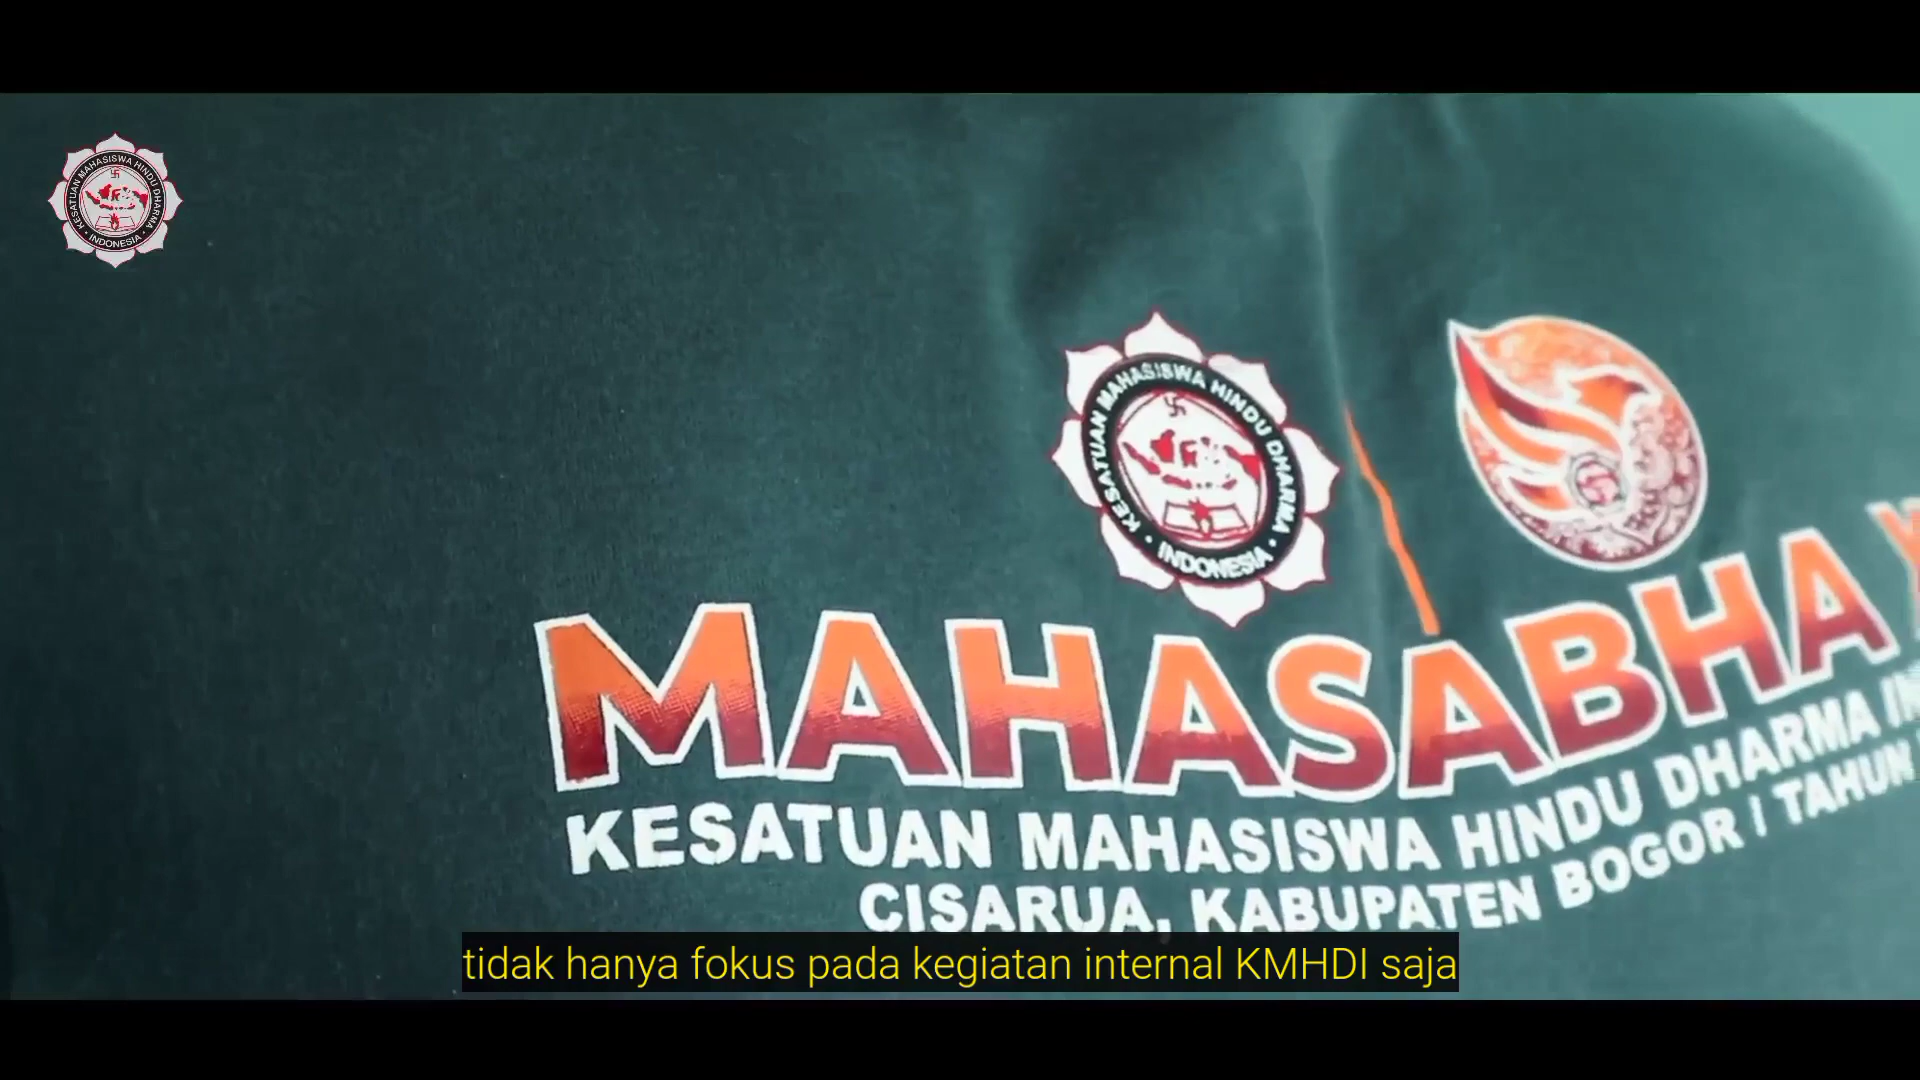 KESATUAN MAHASISWA HINDU DHARMA
INDONESIA
KESATUAN MAHASISWA HINDU DHARMA
INDONESIA
MAHASABHA
KESATUAN MAHASISWA HINDU DHARMA
CISARUA, KABUPATEN BOGOR | TAHUN
tidak hanya fokus pada kegiatan internal KMHDI saja